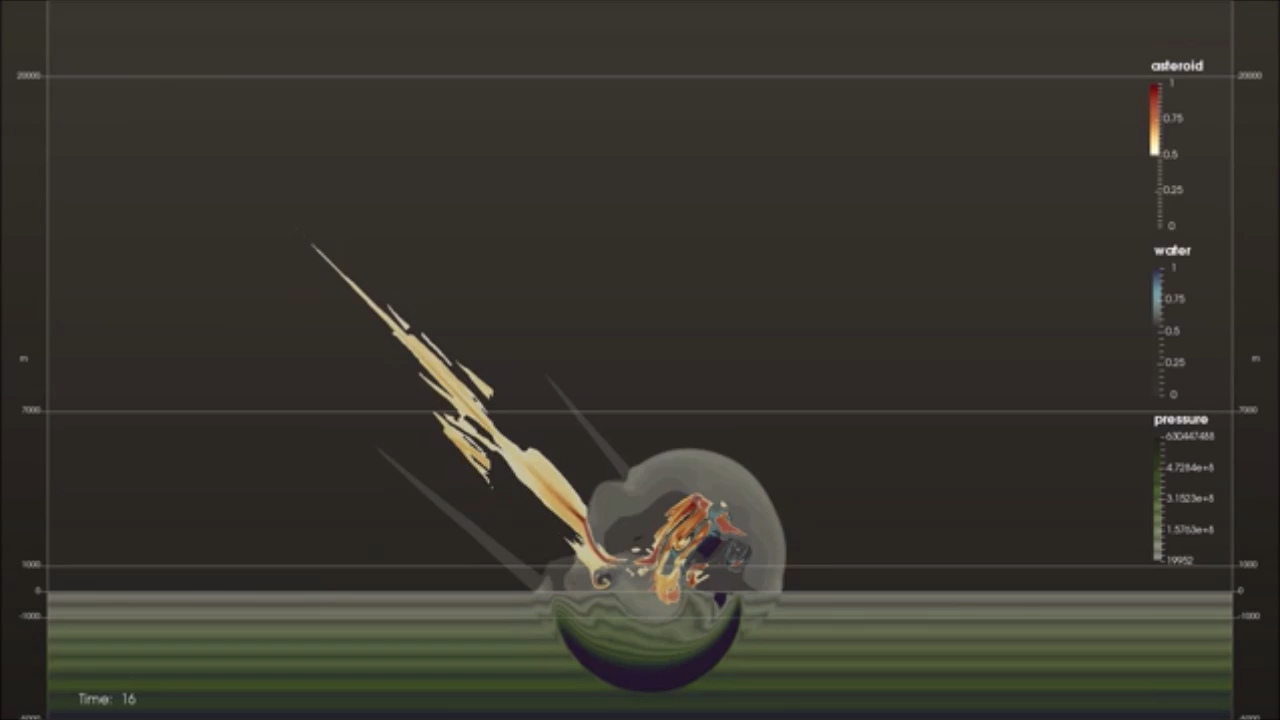 asteroid
1
0.75
0.5
0.25
0
water
1
0.75
0.5
0.25
0
pressure
630447488
4.7284e+8
3.1523e+8
1.5763e+8
19952
20000
m
7000
1000
0
-1000
20000
m
7000
1000
0
-1000
Time: 16